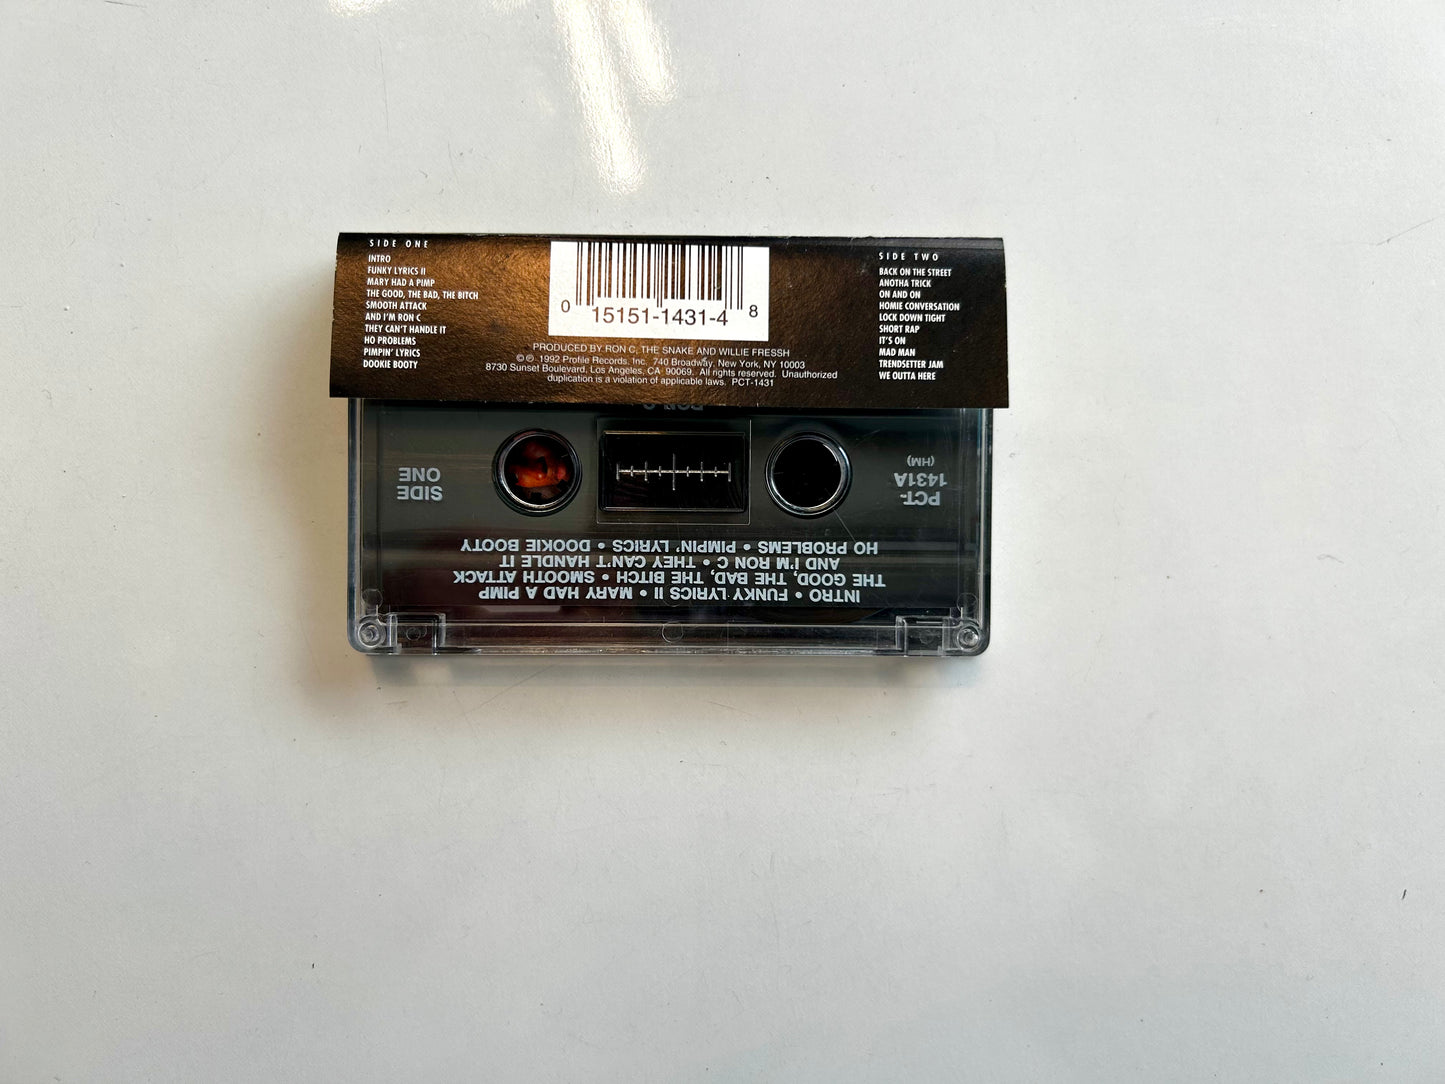 SIDE ONE
INTRO
FUNKY LYRICS II
MARY HAD A PIMP
THE GOOD, THE BAD, THE BITCH
SMOOTH ATTACK
AND I'M RON C
THEY CAN'T HANDLE IT
HO PROBLEMS
PIMPIN' LYRICS
DOOKIE BOOTY
0 15151-1431-4 8
PRODUCED BY RON C, THE SNAKE AND WILLIE FRESSH
©℗ 1992 Profile Records, Inc. 740 Broadway, New York, NY 10003
8730 Sunset Boulevard, Los Angeles, CA 90069. All rights reserved. Unauthorized
duplication is a violation of applicable laws. PCT-1431
SIDE TWO
BACK ON THE STREET
ANOTHA TRICK
ON AND ON
HOMIE CONVERSATION
LOCK DOWN TIGHT
SHORT RAP
IT'S ON
MAD MAN
TRENDSETTER JAM
WE OUTTA HERE
INTRO • FUNKY LYRICS II • MARY HAD A PIMP
THE GOOD, THE BAD, THE BITCH • SMOOTH ATTACK
AND I'M RON C • THEY CAN'T HANDLE IT
HO PROBLEMS • PIMPIN' LYRICS • DOOKIE BOOTY
PCT-
1431A
(HM)
SIDE
ONE
RON C